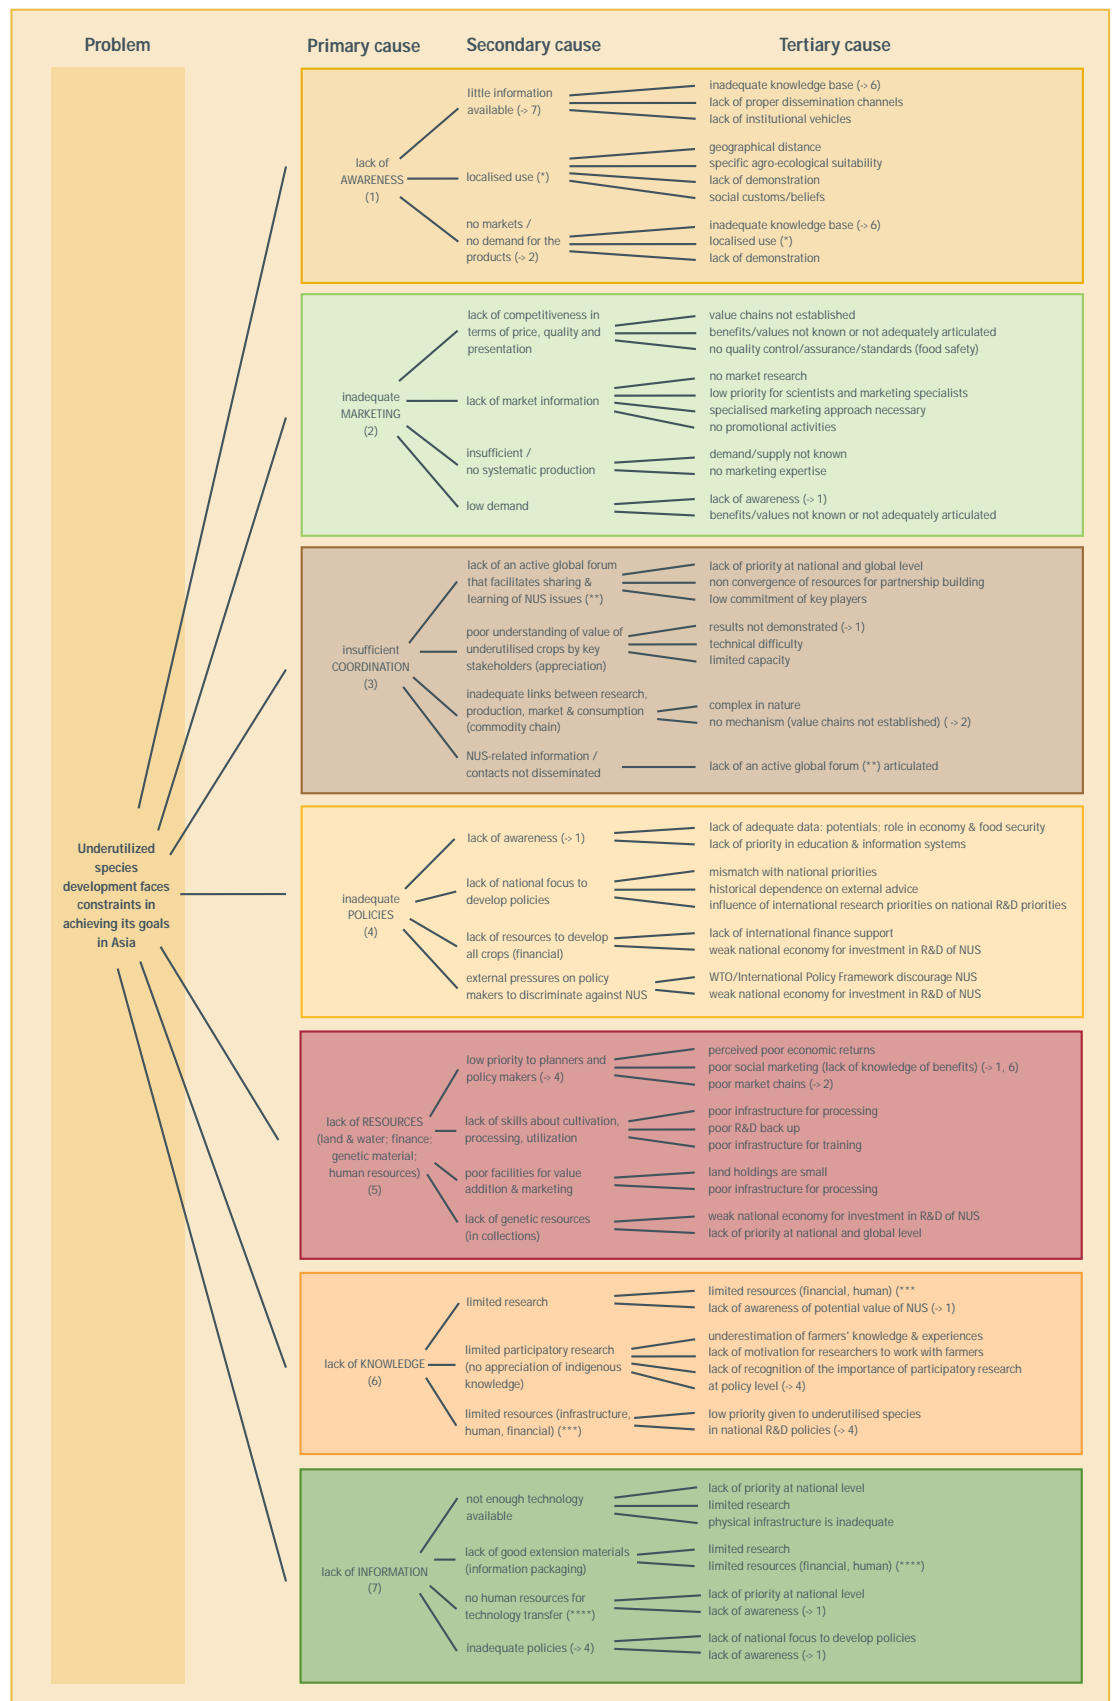 Problem
Primary cause
Secondary cause
Tertiary cause
Underutilized
species
development faces
constraints in
achieving its goals
in Asia
lack of
AWARENESS
(1)
little information
available (-> 7)
inadequate knowledge base (-> 6)
lack of proper dissemination channels
lack of institutional vehicles
localised use (*)
geographical distance
specific agro-ecological suitability
lack of demonstration
social customs/beliefs
no markets /
no demand for the
products (-> 2)
inadequate knowledge base (-> 6)
localised use (*)
lack of demonstration
inadequate
MARKETING
(2)
lack of competitiveness in
terms of price, quality and
presentation
value chains not established
benefits/values not known or not adequately articulated
no quality control/assurance/standards (food safety)
lack of market information
no market research
low priority for scientists and marketing specialists
specialised marketing approach necessary
no promotional activities
insufficient /
no systematic production
demand/supply not known
no marketing expertise
low demand
lack of awareness (-> 1)
benefits/values not known or not adequately articulated
insufficient
COORDINATION
(3)
lack of an active global forum
that facilitates sharing &
learning of NUS issues (**)
lack of priority at national and global level
non convergence of resources for partnership building
low commitment of key players
poor understanding of value of
underutilised crops by key
stakeholders (appreciation)
results not demonstrated (-> 1)
technical difficulty
limited capacity
inadequate links between research,
production, market & consumption
(commodity chain)
complex in nature
no mechanism (value chains not established) ( -> 2)
NUS-related information /
contacts not disseminated
lack of an active global forum (**) articulated
inadequate
POLICIES
(4)
lack of awareness (-> 1)
lack of adequate data: potentials; role in economy & food security
lack of priority in education & information systems
lack of national focus to
develop policies
mismatch with national priorities
historical dependence on external advice
influence of international research priorities on national R&D priorities
lack of resources to develop
all crops (financial)
lack of international finance support
weak national economy for investment in R&D of NUS
external pressures on policy
makers to discriminate against NUS
WTO/International Policy Framework discourage NUS
weak national economy for investment in R&D of NUS
lack of RESOURCES
(land & water; finance;
genetic material;
human resources)
(5)
low priority to planners and
policy makers (-> 4)
perceived poor economic returns
poor social marketing (lack of knowledge of benefits) (-> 1, 6)
poor market chains (-> 2)
lack of skills about cultivation,
processing, utilization
poor infrastructure for processing
poor R&D back up
poor infrastructure for training
poor facilities for value
addition & marketing
land holdings are small
poor infrastructure for processing
lack of genetic resources
(in collections)
weak national economy for investment in R&D of NUS
lack of priority at national and global level
lack of KNOWLEDGE
(6)
limited research
limited resources (financial, human) (***
lack of awareness of potential value of NUS (-> 1)
limited participatory research
(no appreciation of indigenous
knowledge)
underestimation of farmers' knowledge & experiences
lack of motivation for researchers to work with farmers
lack of recognition of the importance of participatory research
at policy level (-> 4)
limited resources (infrastructure,
human, financial) (***)
low priority given to underutilised species
in national R&D policies (-> 4)
lack of INFORMATION
(7)
not enough technology
available
lack of priority at national level
limited research
physical infrastructure is inadequate
lack of good extension materials
(information packaging)
limited research
limited resources (financial, human) (****)
no human resources for
technology transfer (****)
lack of priority at national level
lack of awareness (-> 1)
inadequate policies (-> 4)
lack of national focus to develop policies
lack of awareness (-> 1)